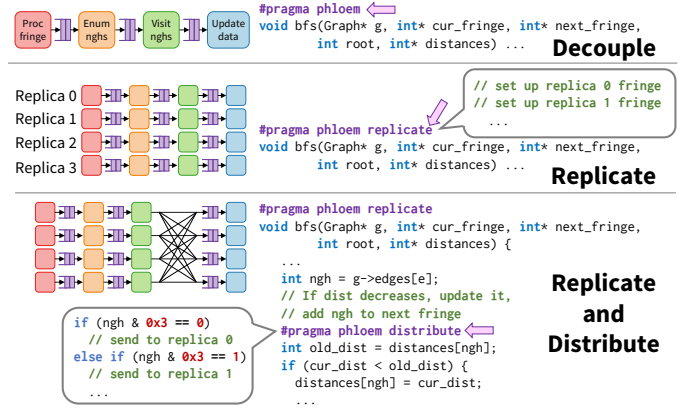 Proc fringe
Enum nghs
Visit nghs
Update data
#pragma phloem
void bfs(Graph* g, int* cur_fringe, int* next_fringe,
int root, int* distances) ...
Decouple
Replica 0
Replica 1
Replica 2
Replica 3
// set up replica 0 fringe
// set up replica 1 fringe
...
#pragma phloem replicate
void bfs(Graph* g, int* cur_fringe, int* next_fringe,
int root, int* distances) ...
Replicate
#pragma phloem replicate
void bfs(Graph* g, int* cur_fringe, int* next_fringe,
int root, int* distances) {
...
int ngh = g->edges[e];
// If dist decreases, update it,
// add ngh to next fringe
#pragma phloem distribute
int old_dist = distances[ngh];
if (cur_dist < old_dist) {
distances[ngh] = cur_dist;
...
if (ngh & 0x3 == 0)
// send to replica 0
else if (ngh & 0x3 == 1)
// send to replica 1
...
Replicate
and
Distribute